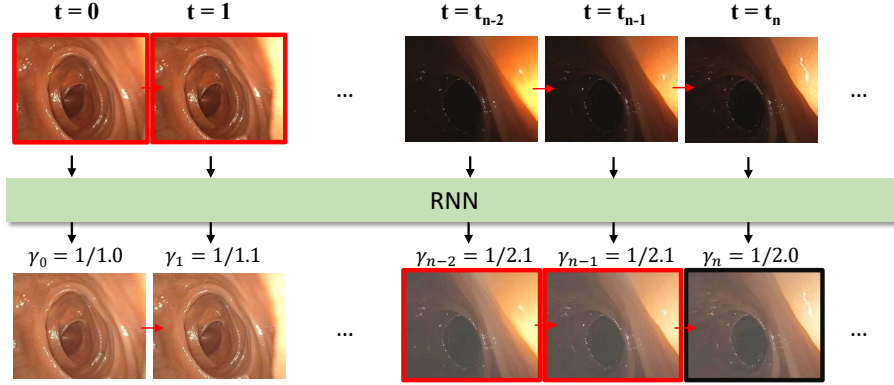 t = 0 t = 1 t = tₙ₋₂ t = tₙ₋₁ t = tₙ
... ...
RNN
γ₀ = 1/1.0 γ₁ = 1/1.1 γₙ₋₂ = 1/2.1 γₙ₋₁ = 1/2.1 γₙ = 1/2.0
... ...